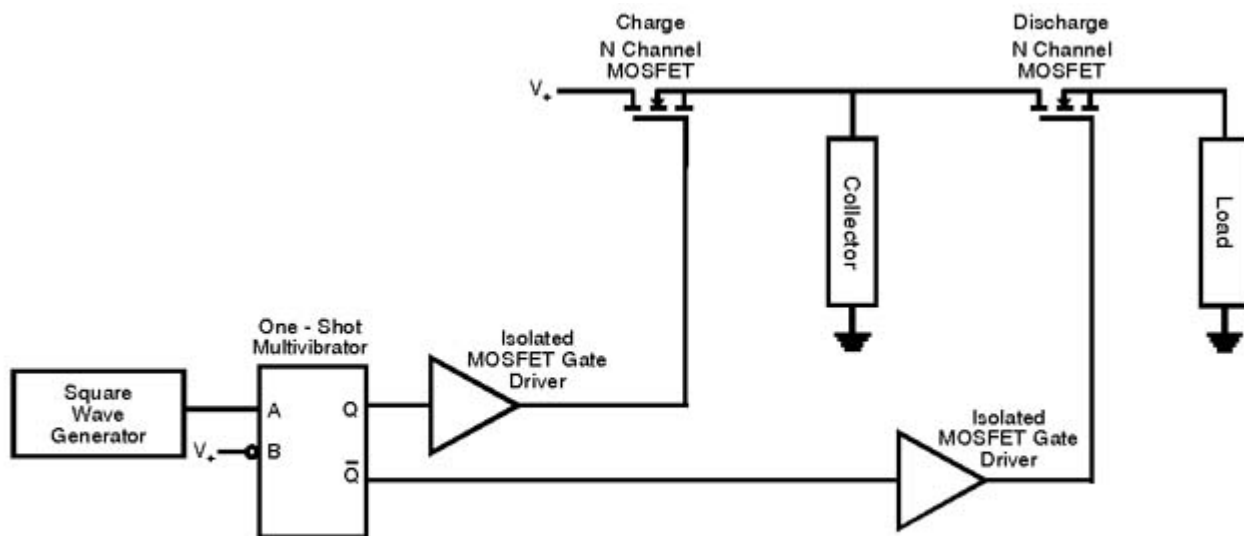 Charge
N Channel
MOSFET
Discharge
N Channel
MOSFET
V+
Collector
Load
One - Shot
Multivibrator
Isolated
MOSFET Gate
Driver
Square
Wave
Generator
A
Q
V+
B
Q̅
Isolated
MOSFET Gate
Driver